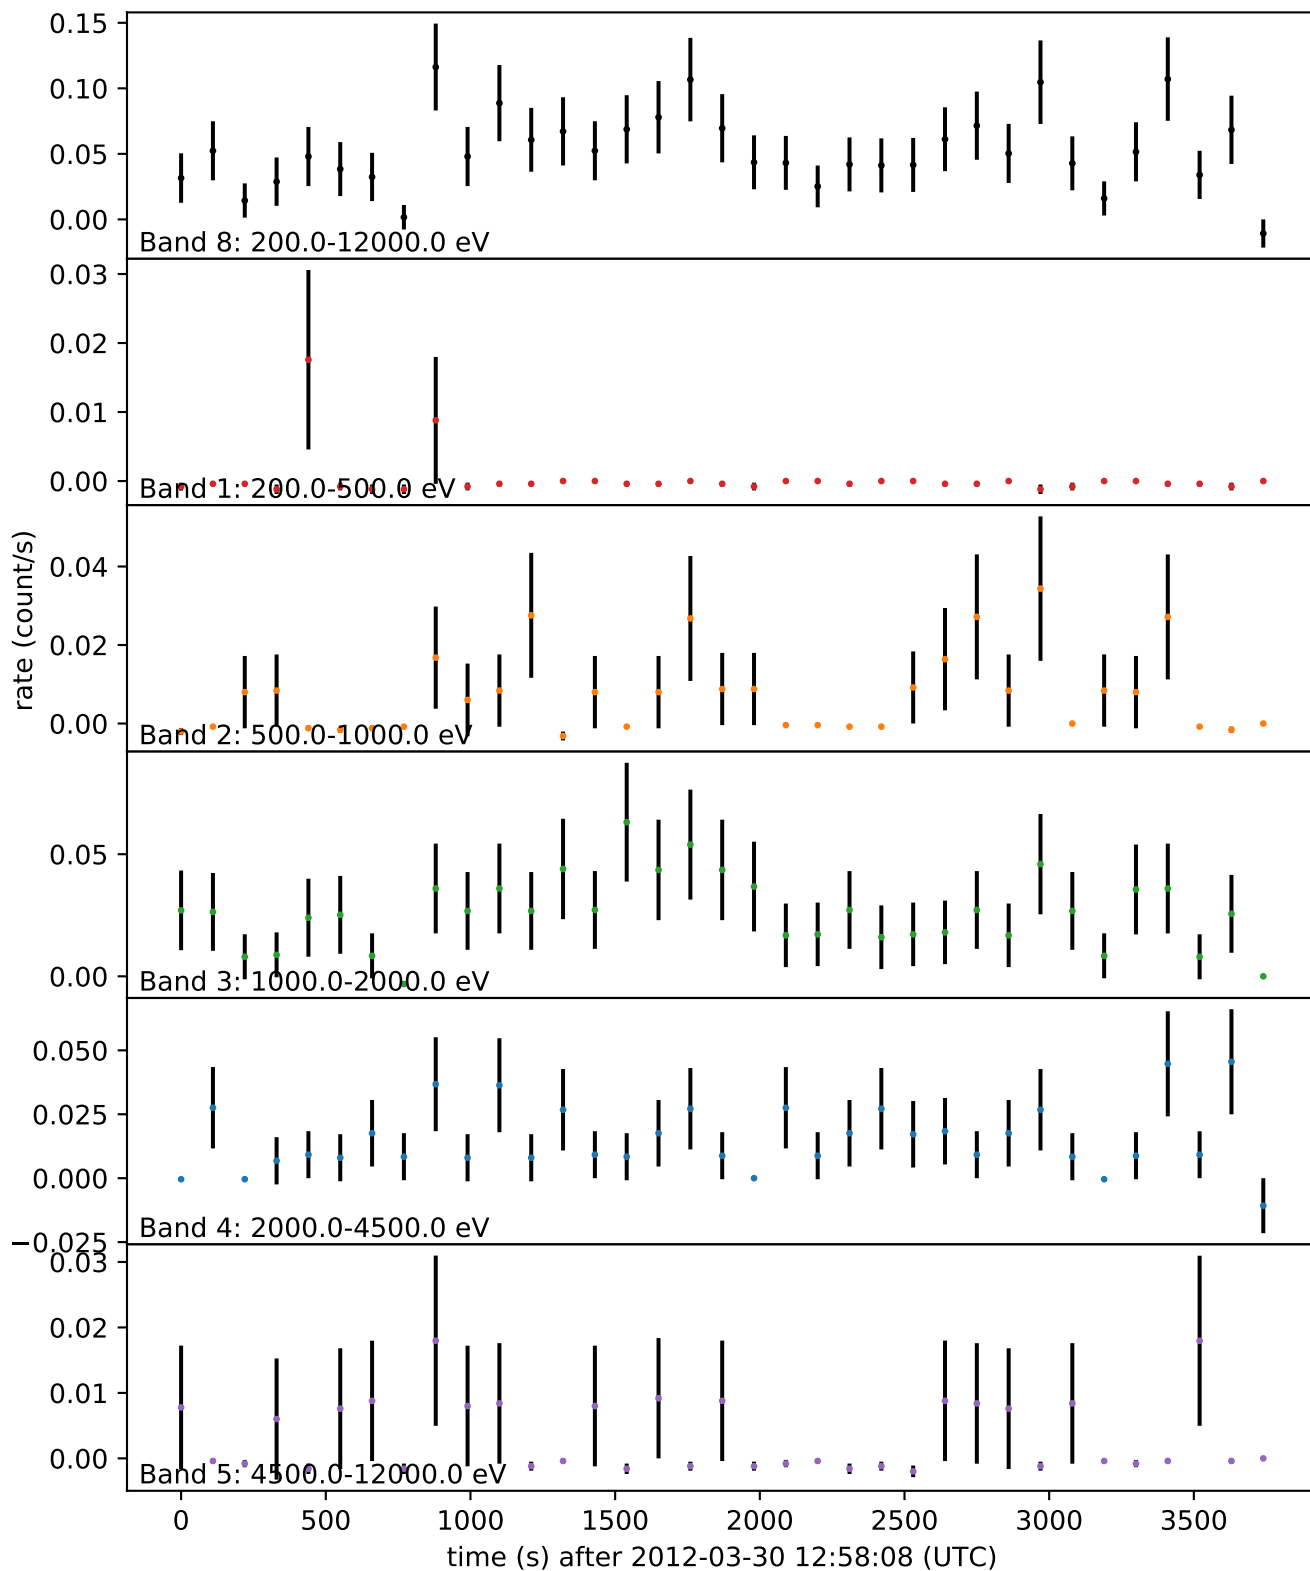 0.15
0.10
0.05
0.00
Band 8: 200.0-12000.0 eV
0.03
0.02
0.01
0.00
Band 1: 200.0-500.0 eV
0.04
0.02
0.00
Band 2: 500.0-1000.0 eV
rate (count/s)
0.05
0.00
Band 3: 1000.0-2000.0 eV
0.050
0.025
0.000
−0.025
Band 4: 2000.0-4500.0 eV
0.03
0.02
0.01
0.00
Band 5: 4500.0-12000.0 eV
0 500 1000 1500 2000 2500 3000 3500
time (s) after 2012-03-30 12:58:08 (UTC)